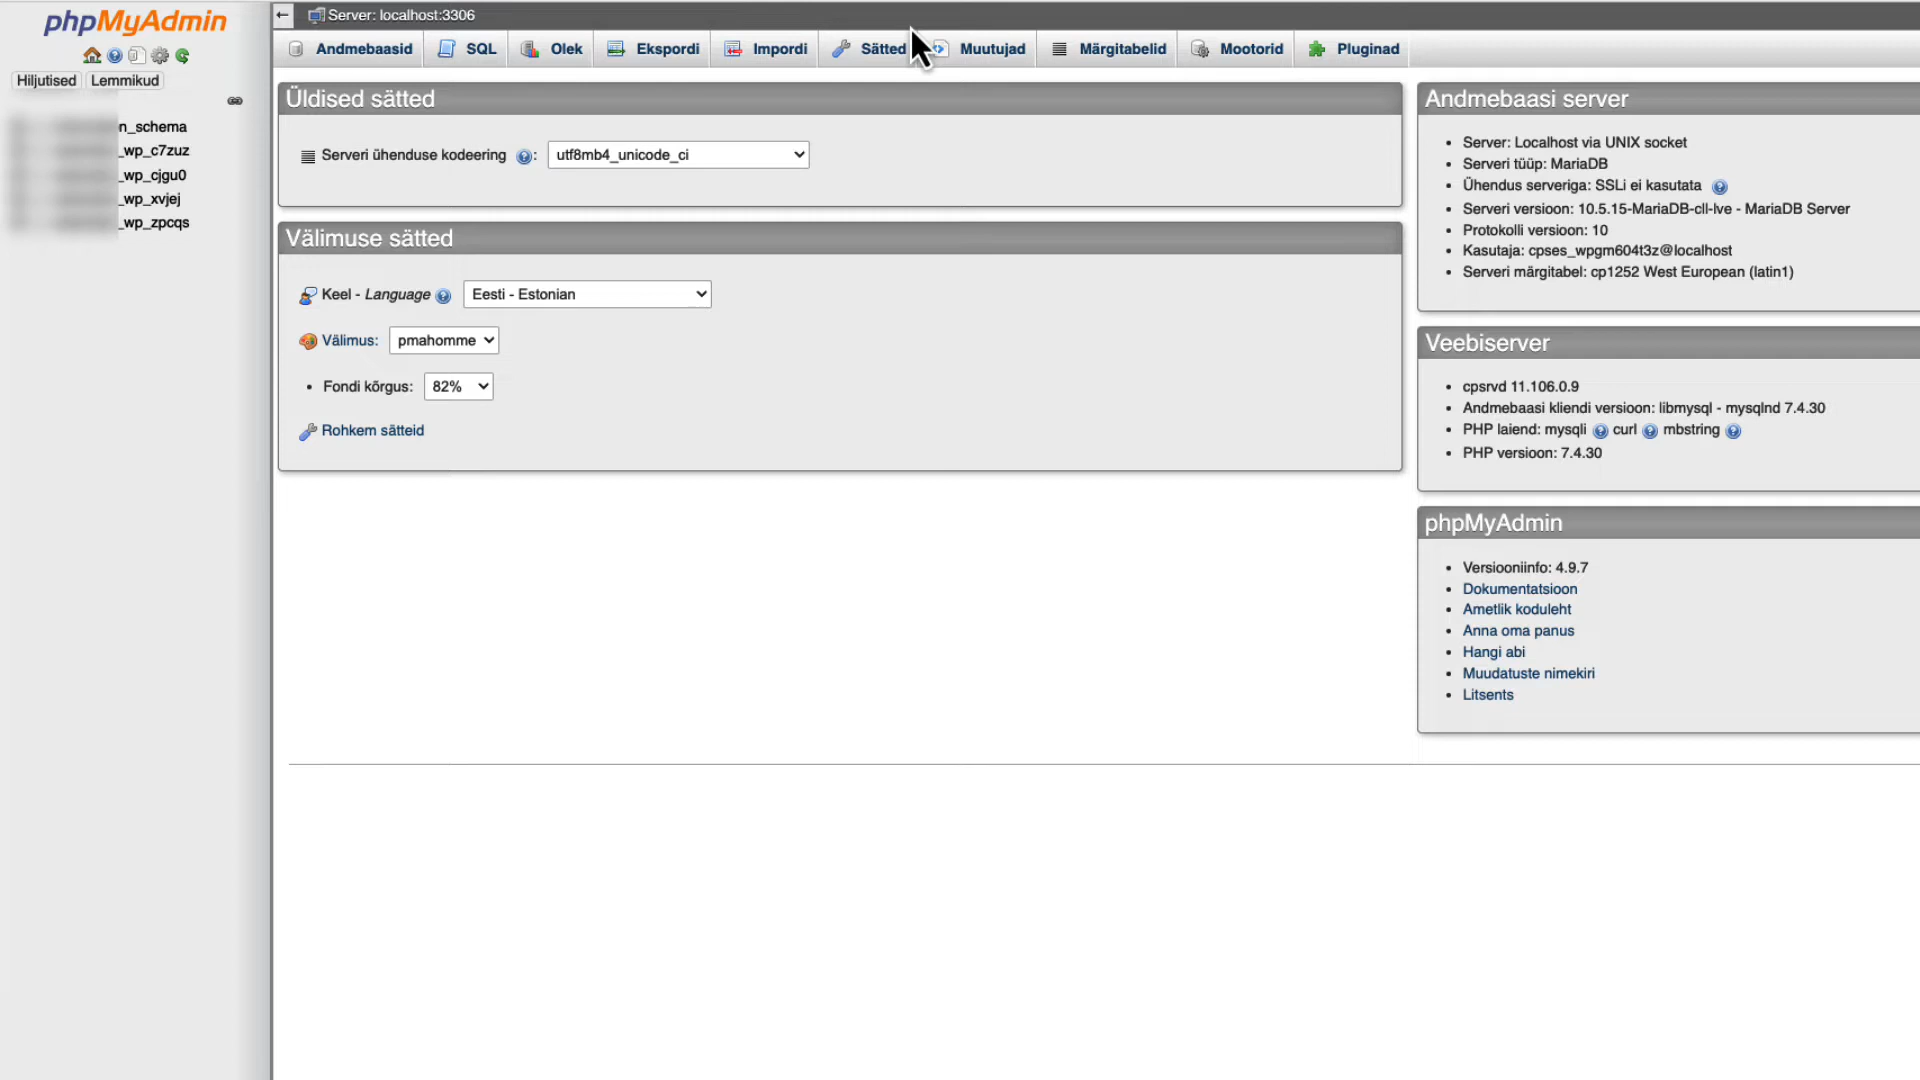 phpMyAdmin
Hiljutised Lemmikud
n_schema
_wp_c7zuz
_wp_cjgu0
_wp_xvjej
_wp_zpcqs
Server: localhost:3306
Andmebaasid SQL Olek Ekspordi Impordi Sätted Muutujad Märgitabelid Mootorid Pluginad
Üldised sätted
Serveri ühenduse kodeering : utf8mb4_unicode_ci
Välimuse sätted
Keel - Language Eesti - Estonian
Välimus: pmahomme
• Fondi kõrgus: 82%
Rohkem sätteid
Andmebaasi server
• Server: Localhost via UNIX socket
• Serveri tüüp: MariaDB
• Ühendus serveriga: SSLi ei kasutata
• Serveri versioon: 10.5.15-MariaDB-cll-lve - MariaDB Server
• Protokolli versioon: 10
• Kasutaja: cpses_wpgm604t3z@localhost
• Serveri märgitabel: cp1252 West European (latin1)
Veebiserver
• cpsrvd 11.106.0.9
• Andmebaasi kliendi versioon: libmysql - mysqlnd 7.4.30
• PHP laiend: mysqli curl mbstring
• PHP versioon: 7.4.30
phpMyAdmin
• Versiooniinfo: 4.9.7
• Dokumentatsioon
• Ametlik koduleht
• Anna oma panus
• Hangi abi
• Muudatuste nimekiri
• Litsents